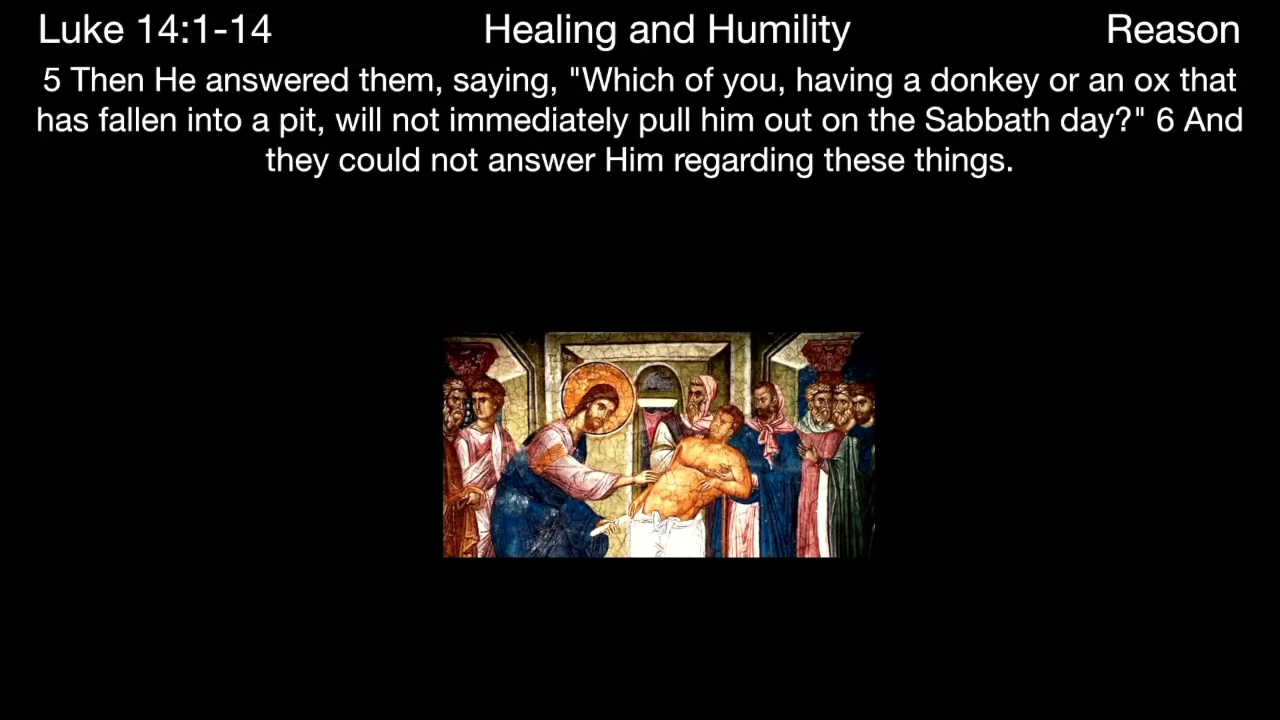 Luke 14:1-14 Healing and Humility Reason
5 Then He answered them, saying, "Which of you, having a donkey or an ox that
has fallen into a pit, will not immediately pull him out on the Sabbath day?" 6 And
they could not answer Him regarding these things.